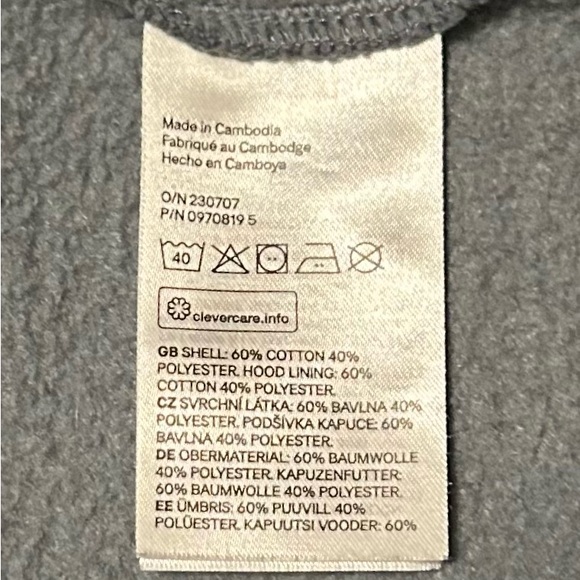 Made in Cambodia
Fabriqué au Cambodge
Hecho en Camboya
O/N 230707
P/N 0970819 5
40
clevercare.info
GB SHELL: 60% COTTON 40%
POLYESTER. HOOD LINING: 60%
COTTON 40% POLYESTER.
CZ SVRCHNÍ LÁTKA: 60% BAVLNA 40%
POLYESTER. PODŠÍVKA KAPUCE: 60%
BAVLNA 40% POLYESTER.
DE OBERMATERIAL: 60% BAUMWOLLE
40% POLYESTER. KAPUZENFUTTER:
60% BAUMWOLLE 40% POLYESTER.
EE ÜMBRIS: 60% PUUVILL 40%
POLÜESTER. KAPUUTSI VOODER: 60%